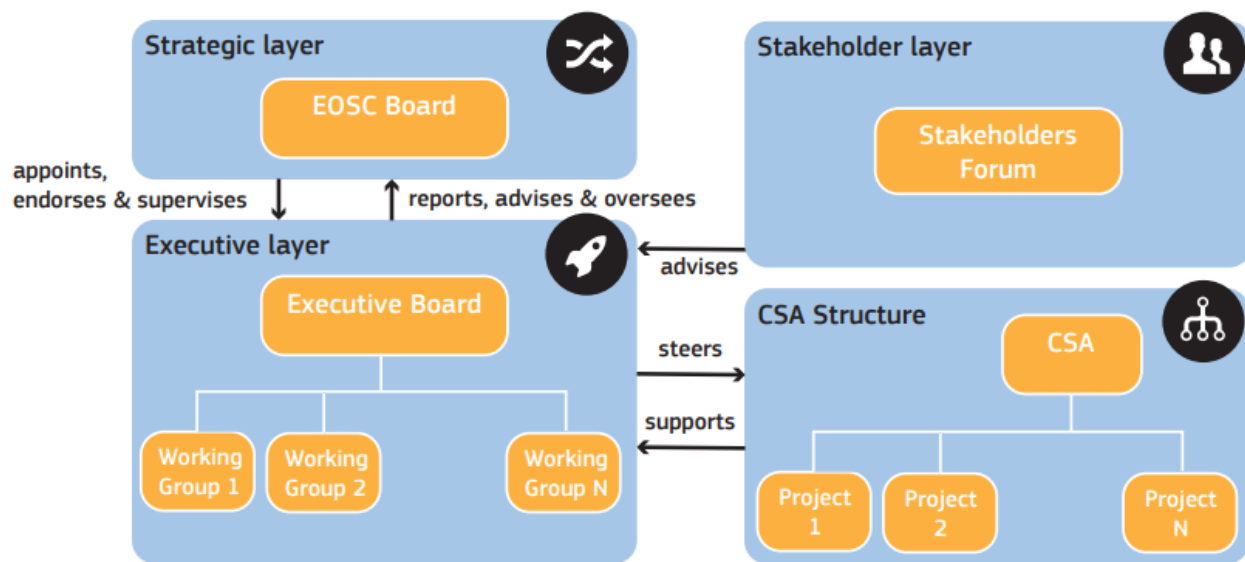 Strategic layer
EOSC Board
appoints,
endorses & supervises
reports, advises & oversees
Executive layer
Executive Board
Working
Group 1
Working
Group 2
Working
Group N
Stakeholder layer
Stakeholders
Forum
advises
steers
supports
CSA Structure
CSA
Project
1
Project
2
Project
N